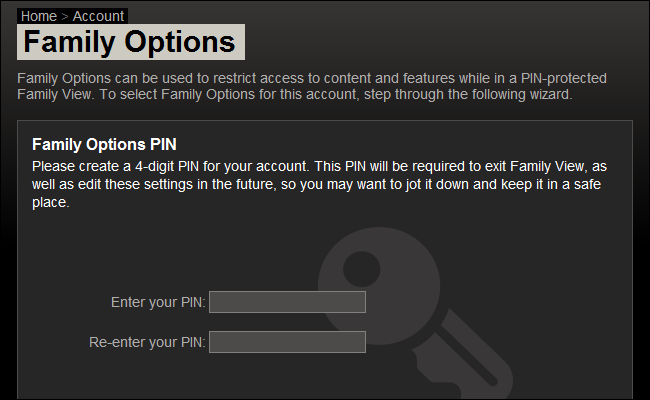 Home > Account
Family Options
Family Options can be used to restrict access to content and features while in a PIN-protected
Family View. To select Family Options for this account, step through the following wizard.
Family Options PIN
Please create a 4-digit PIN for your account. This PIN will be required to exit Family View, as
well as edit these settings in the future, so you may want to jot it down and keep it in a safe
place.
Enter your PIN:
Re-enter your PIN: